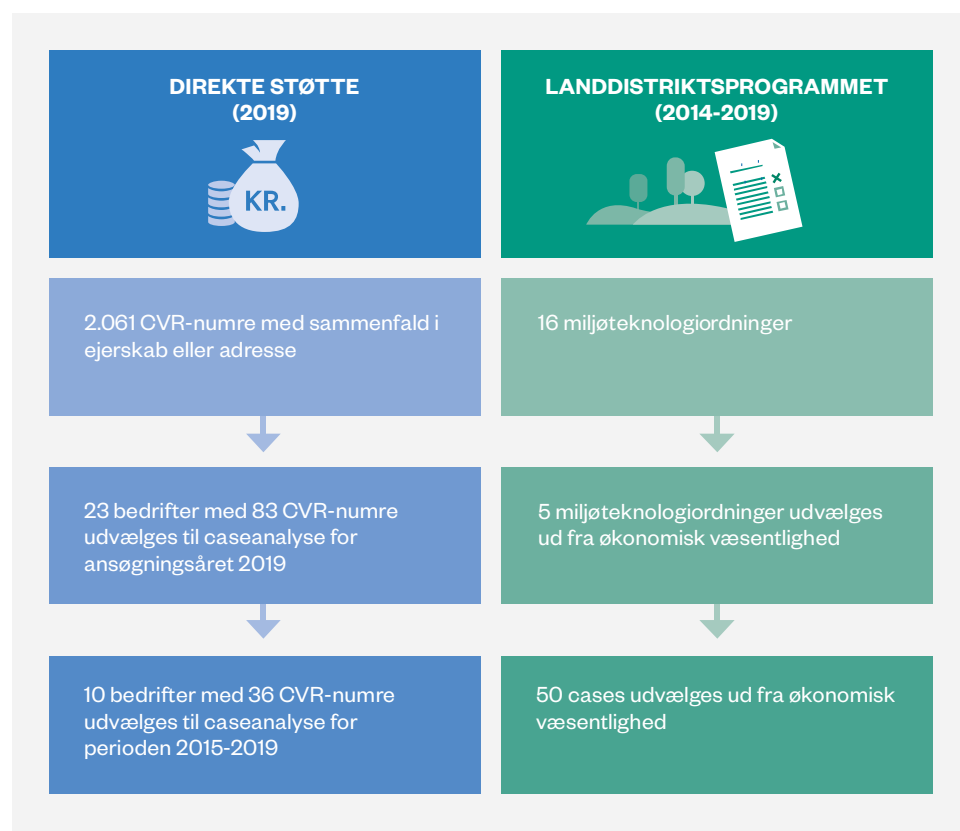 DIREKTE STØTTE
(2019)
KR.
2.061 CVR-numre med sammenfald i
ejerskab eller adresse
23 bedrifter med 83 CVR-numre
udvælges til caseanalyse for
ansøgningsåret 2019
10 bedrifter med 36 CVR-numre
udvælges til caseanalyse for
perioden 2015-2019
LANDDISTRIKTSPROGRAMMET
(2014-2019)
16 miljøteknologiordninger
5 miljøteknologiordninger udvælges
ud fra økonomisk væsentlighed
50 cases udvælges ud fra økonomisk
væsentlighed